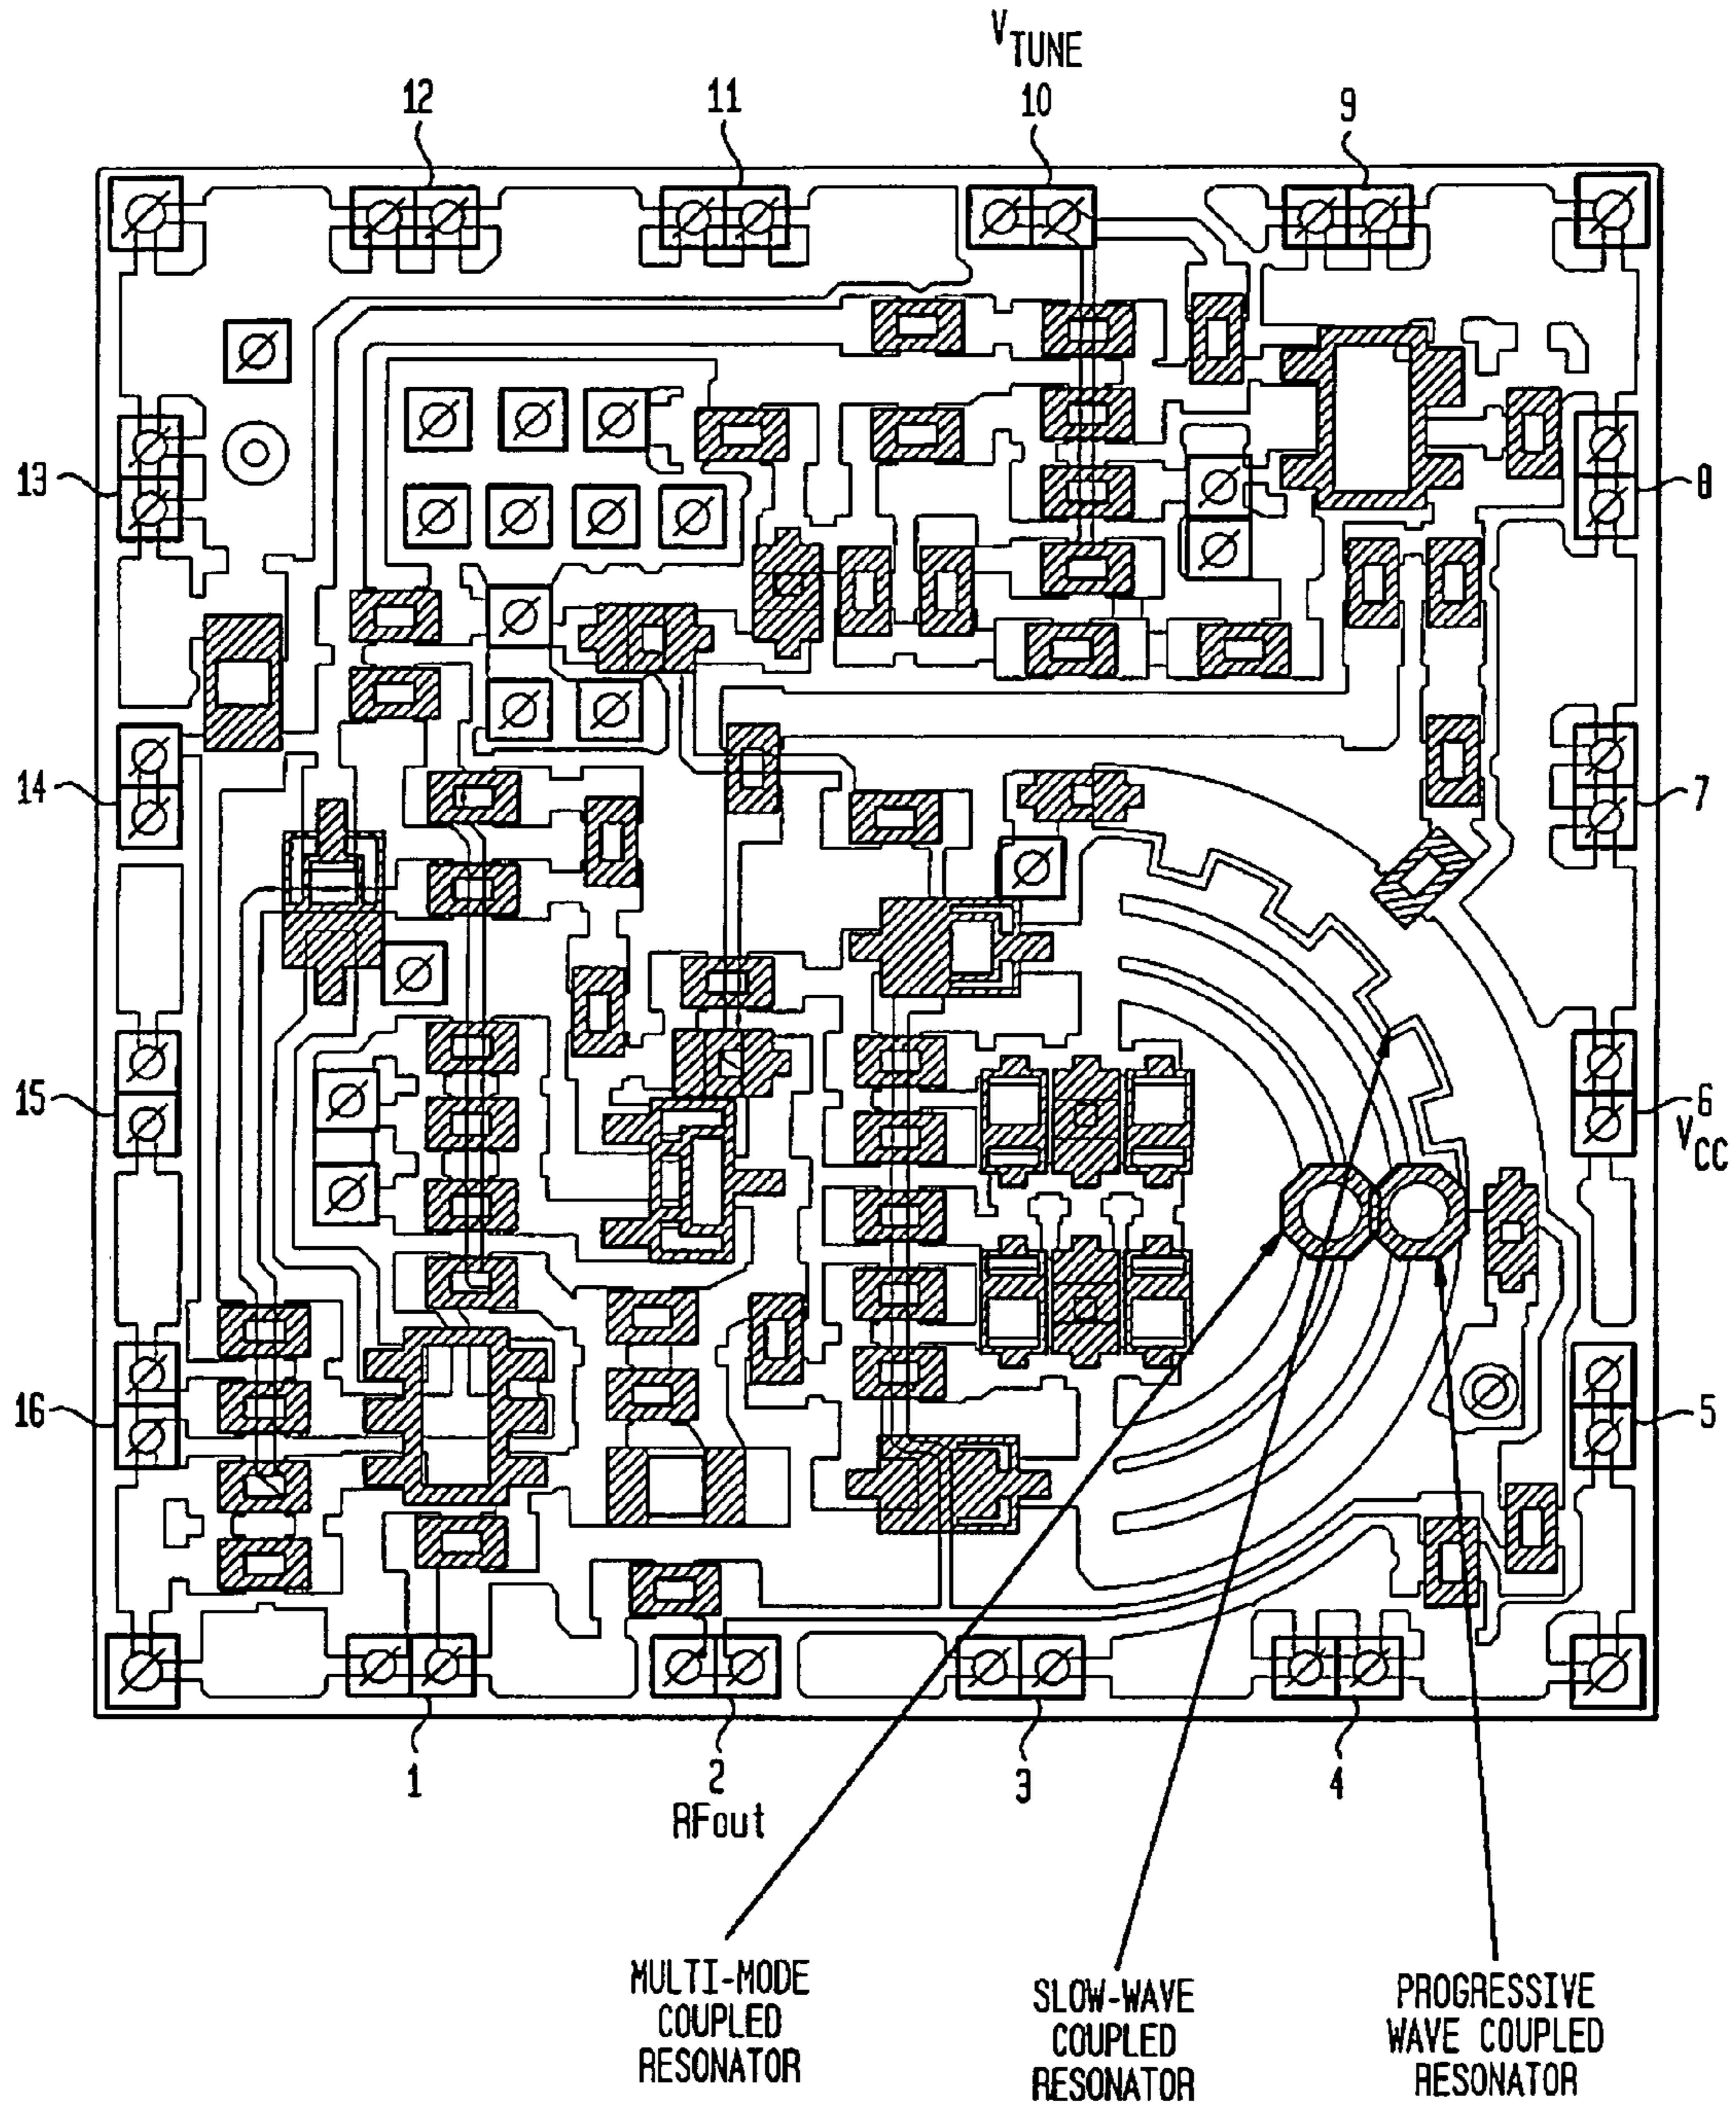 V TUNE
12
11
10
9
13
8
14
7
15
6
VCC
16
5
1
2
RFout
3
4
MULTI-MODE
COUPLED
RESONATOR
SLOW-WAVE
COUPLED
RESONATOR
PROGRESSIVE
WAVE COUPLED
RESONATOR